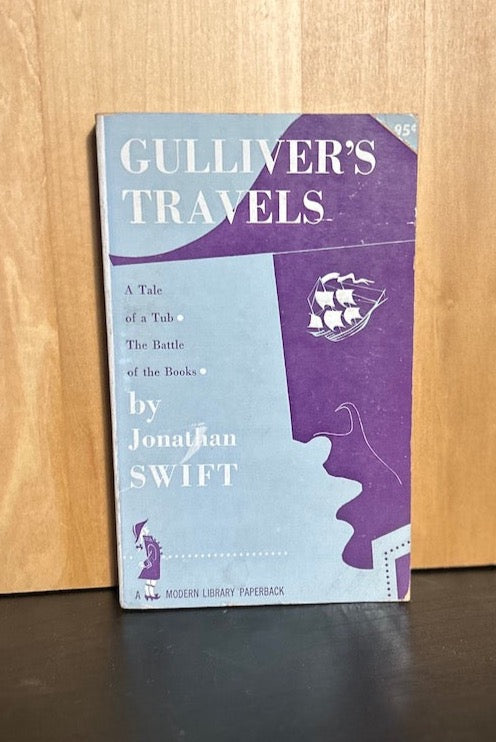 95¢
GULLIVER'S
TRAVELS
A Tale
of a Tub •
The Battle
of the Books •
by
Jonathan
SWIFT
A MODERN LIBRARY PAPERBACK